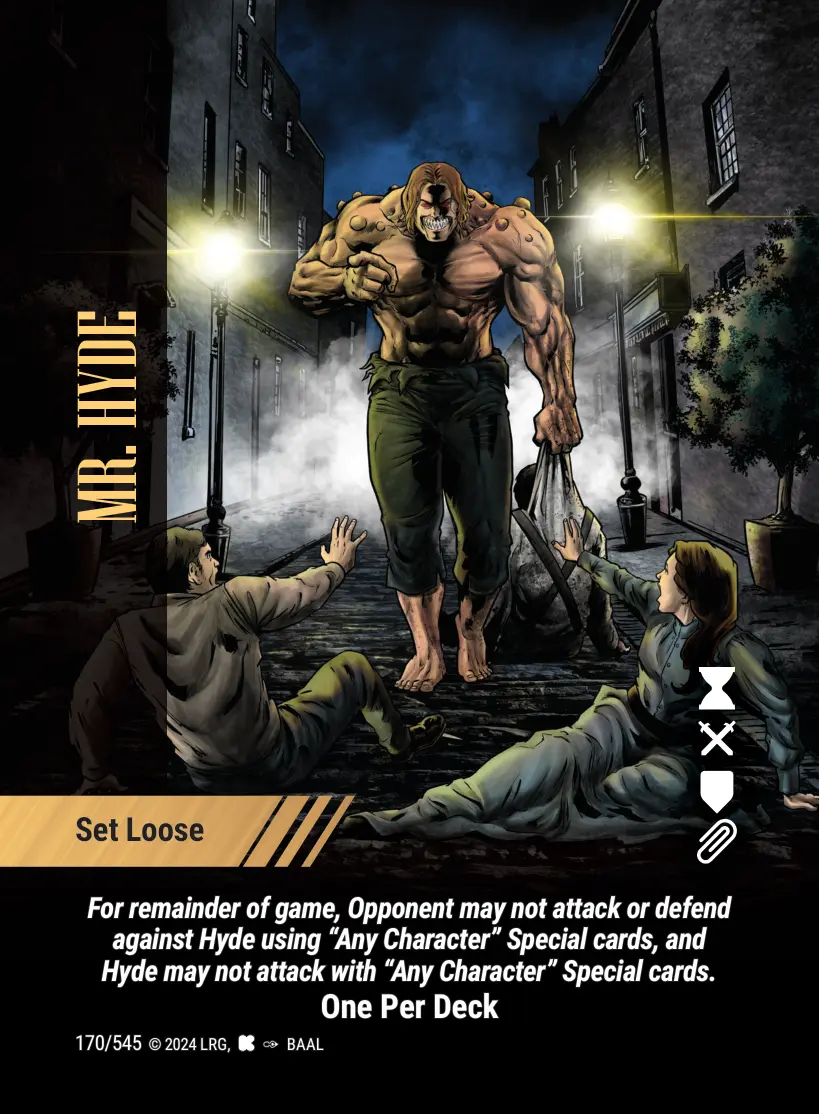 MR. HYDE
Set Loose
For remainder of game, Opponent may not attack or defend
against Hyde using “Any Character” Special cards, and
Hyde may not attack with “Any Character” Special cards.
One Per Deck
170/545 © 2024 LRG, BAAL